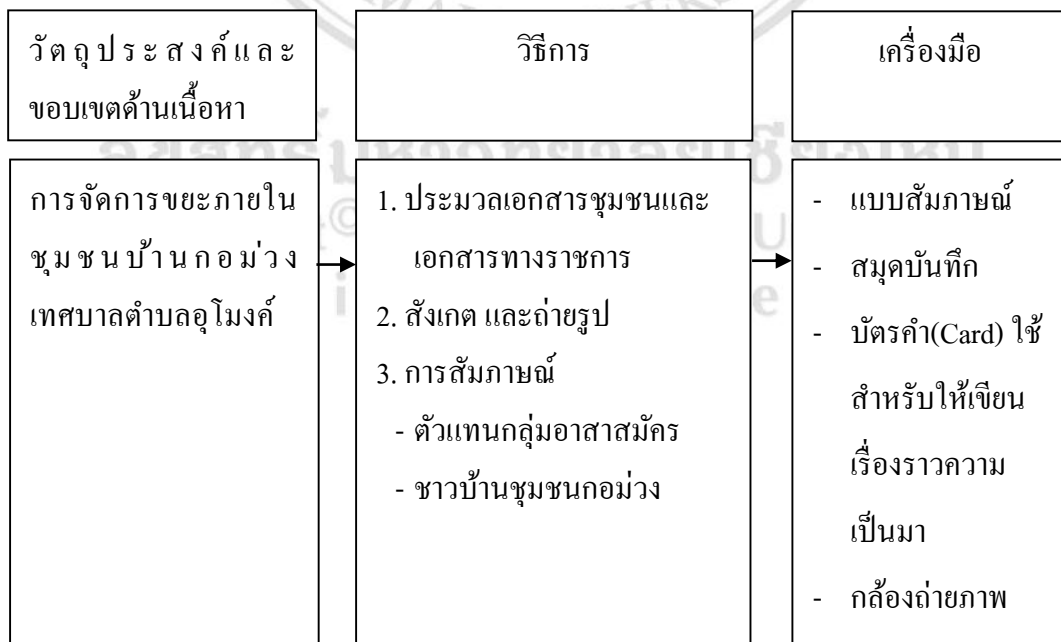 วัตถุประสงค์และ
ขอบเขตด้านเนื้อหา
วิธีการ
เครื่องมือ
การจัดการขยะภายใน
ชุมชนบ้านกอม่วง
เทศบาลตำบลอุโมงค์
1. ประมวลเอกสารชุมชนและ
เอกสารทางราชการ
2. สังเกต และถ่ายรูป
3. การสัมภาษณ์
- ตัวแทนกลุ่มอาสาสมัคร
- ชาวบ้านชุมชนกอม่วง
- แบบสัมภาษณ์
- สมุดบันทึก
- บัตรคำ(Card) ใช้
สำหรับให้เขียน
เรื่องราวความ
เป็นมา
- กล้องถ่ายภาพ